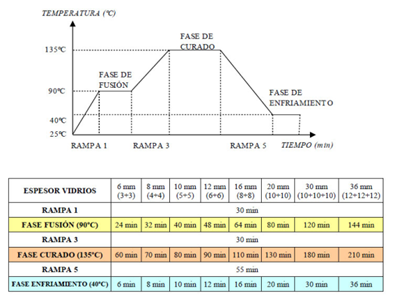 TEMPERATURA (ºC)
FASE DE
CURADO
135ºC
FASE DE
FUSIÓN
90ºC
FASE DE
ENFRIAMIENTO
40ºC
25ºC
RAMPA 1 RAMPA 3 RAMPA 5 TIEMPO (min)
ESPESOR VIDRIOS 6 mm 8 mm 10 mm 12 mm 16 mm 20 mm 30 mm 36 mm
(3+3) (4+4) (5+5) (6+6) (8+8) (10+10) (10+10+10) (12+12+12)
RAMPA 1 30 min
FASE FUSIÓN (90ºC) 24 min 32 min 40 min 48 min 64 min 80 min 120 min 144 min
RAMPA 3 30 min
FASE CURADO (135ºC) 60 min 70 min 80 min 90 min 110 min 130 min 180 min 210 min
RAMPA 5 55 min
FASE ENFRIAMIENTO (40ºC) 6 min 8 min 10 min 12 min 16 min 20 min 30 min 36 min